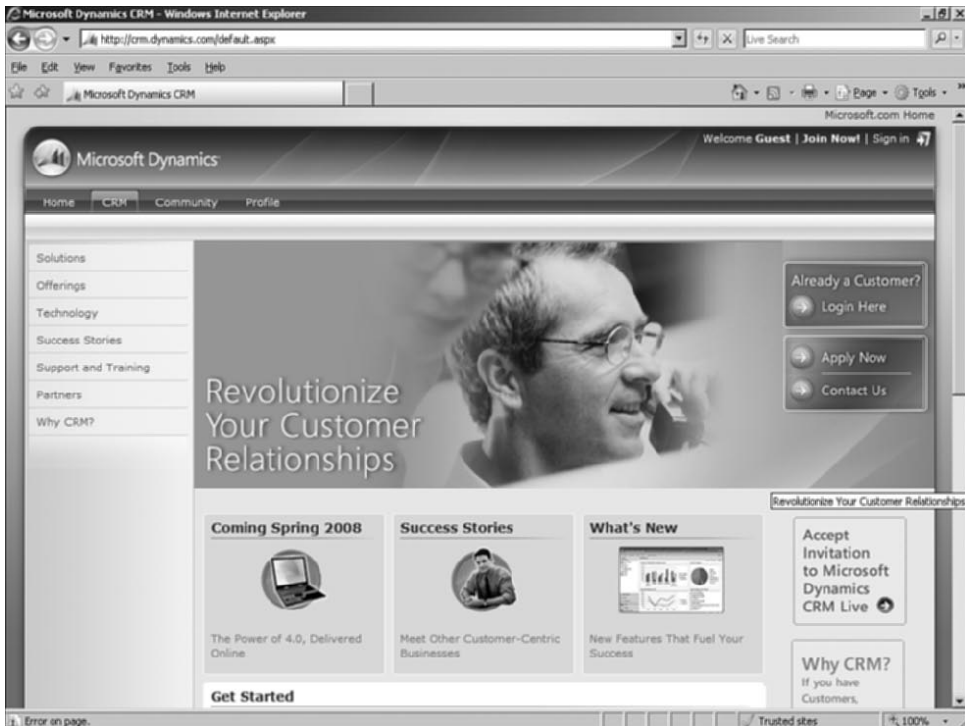 Microsoft Dynamics CRM - Windows Internet Explorer
http://crm.dynamics.com/default.aspx
Live Search
File Edit View Favorites Tools Help
Microsoft Dynamics CRM
Page Tools
Microsoft.com Home
Welcome Guest | Join Now! | Sign in
Microsoft Dynamics
Home CRM Community Profile
Solutions
Offerings
Technology
Success Stories
Support and Training
Partners
Why CRM?
Revolutionize
Your Customer
Relationships
Already a Customer?
Login Here
Apply Now
Contact Us
Revolutionize Your Customer Relationships
Coming Spring 2008
The Power of 4.0, Delivered
Online
Success Stories
Meet Other Customer-Centric
Businesses
What's New
New Features That Fuel Your
Success
Accept
Invitation
to Microsoft
Dynamics
CRM Live
Why CRM?
If you have
Customers,
Get Started
Error on page.
Trusted sites
100%